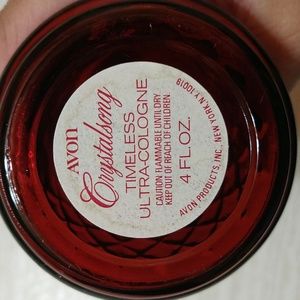 Avon
Crystalsong
TIMELESS
ULTRA-COLOGNE
CAUTION: FLAMMABLE UNTIL DRY.
KEEP OUT OF REACH OF CHILDREN.
4 FL. OZ.
AVON PRODUCTS, INC., NEW YORK, N.Y. 10019